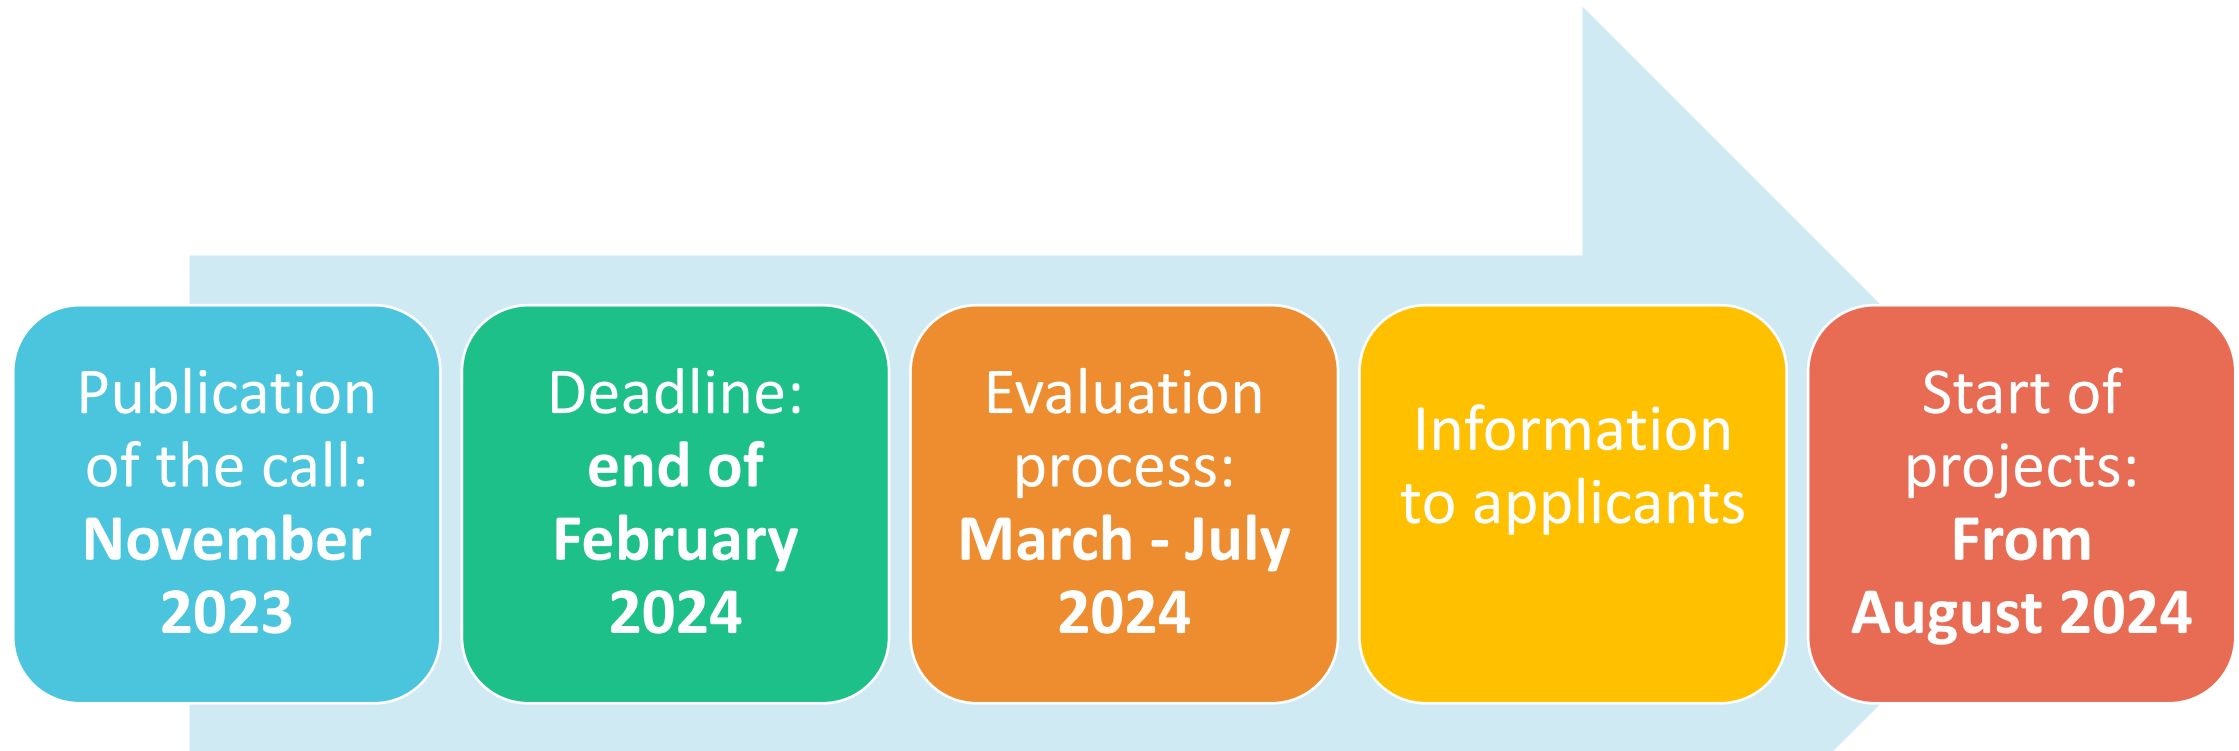 Publication
of the call:
November
2023
Deadline:
end of
February
2024
Evaluation
process:
March - July
2024
Information
to applicants
Start of
projects:
From
August 2024